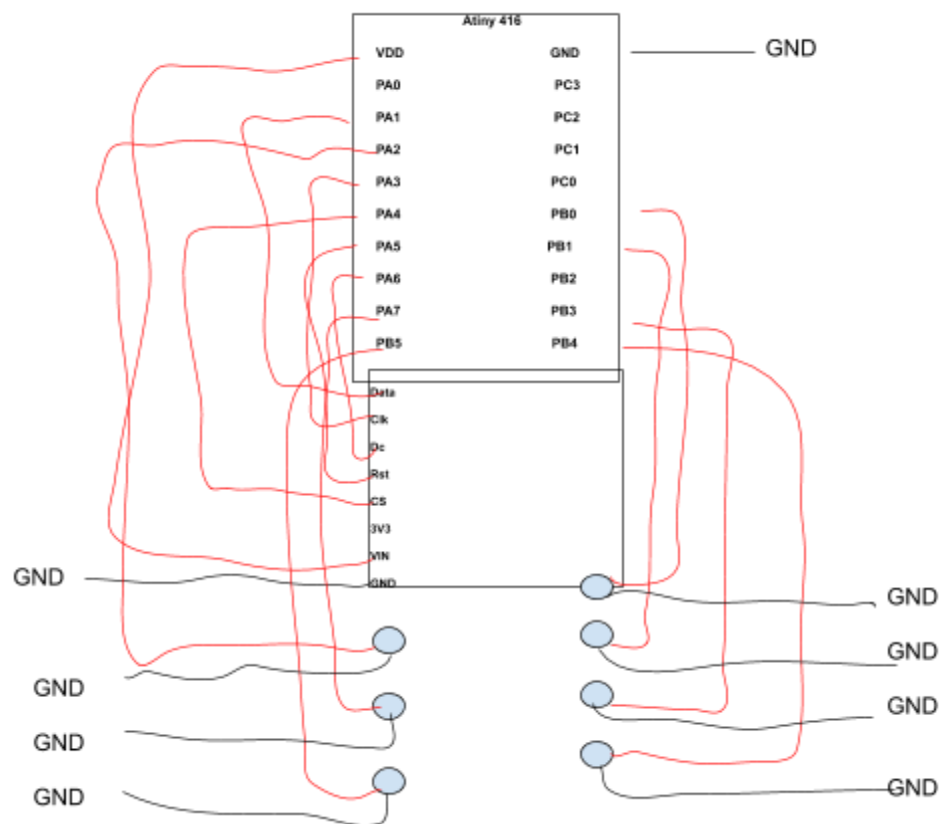 Atiny 416
VDD GND GND
PA0 PC3
PA1 PC2
PA2 PC1
PA3 PC0
PA4 PB0
PA5 PB1
PA6 PB2
PA7 PB3
PB5 PB4
Data
Clk
Dc
Rst
CS
3V3
VIN
GND GND
GND
GND
GND GND
GND GND
GND GND